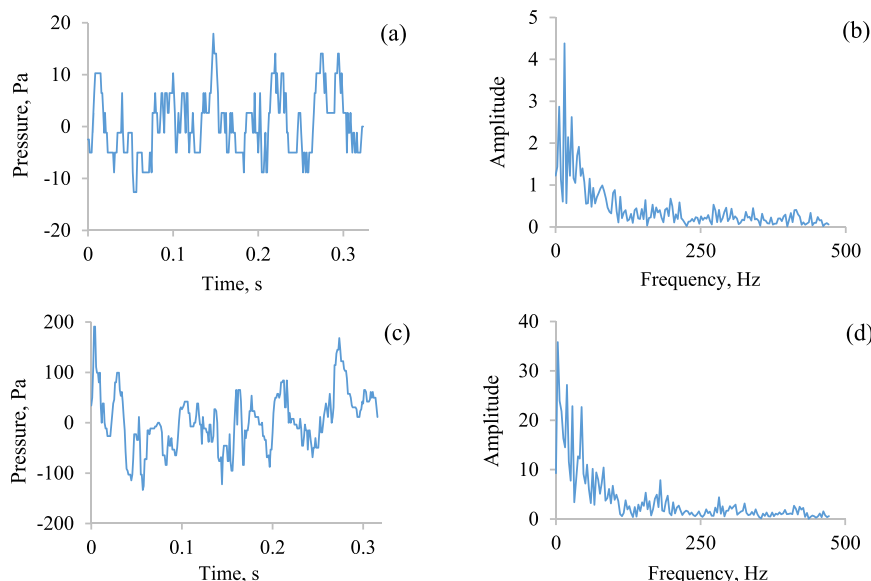 (a)
Pressure, Pa
20
10
0
-10
-20
0
0.1
0.2
0.3
Time, s
(b)
Amplitude
5
4
3
2
1
0
0
250
500
Frequency, Hz
(c)
Pressure, Pa
200
100
0
-100
-200
0
0.1
0.2
0.3
Time, s
(d)
Amplitude
40
30
20
10
0
0
250
500
Frequency, Hz